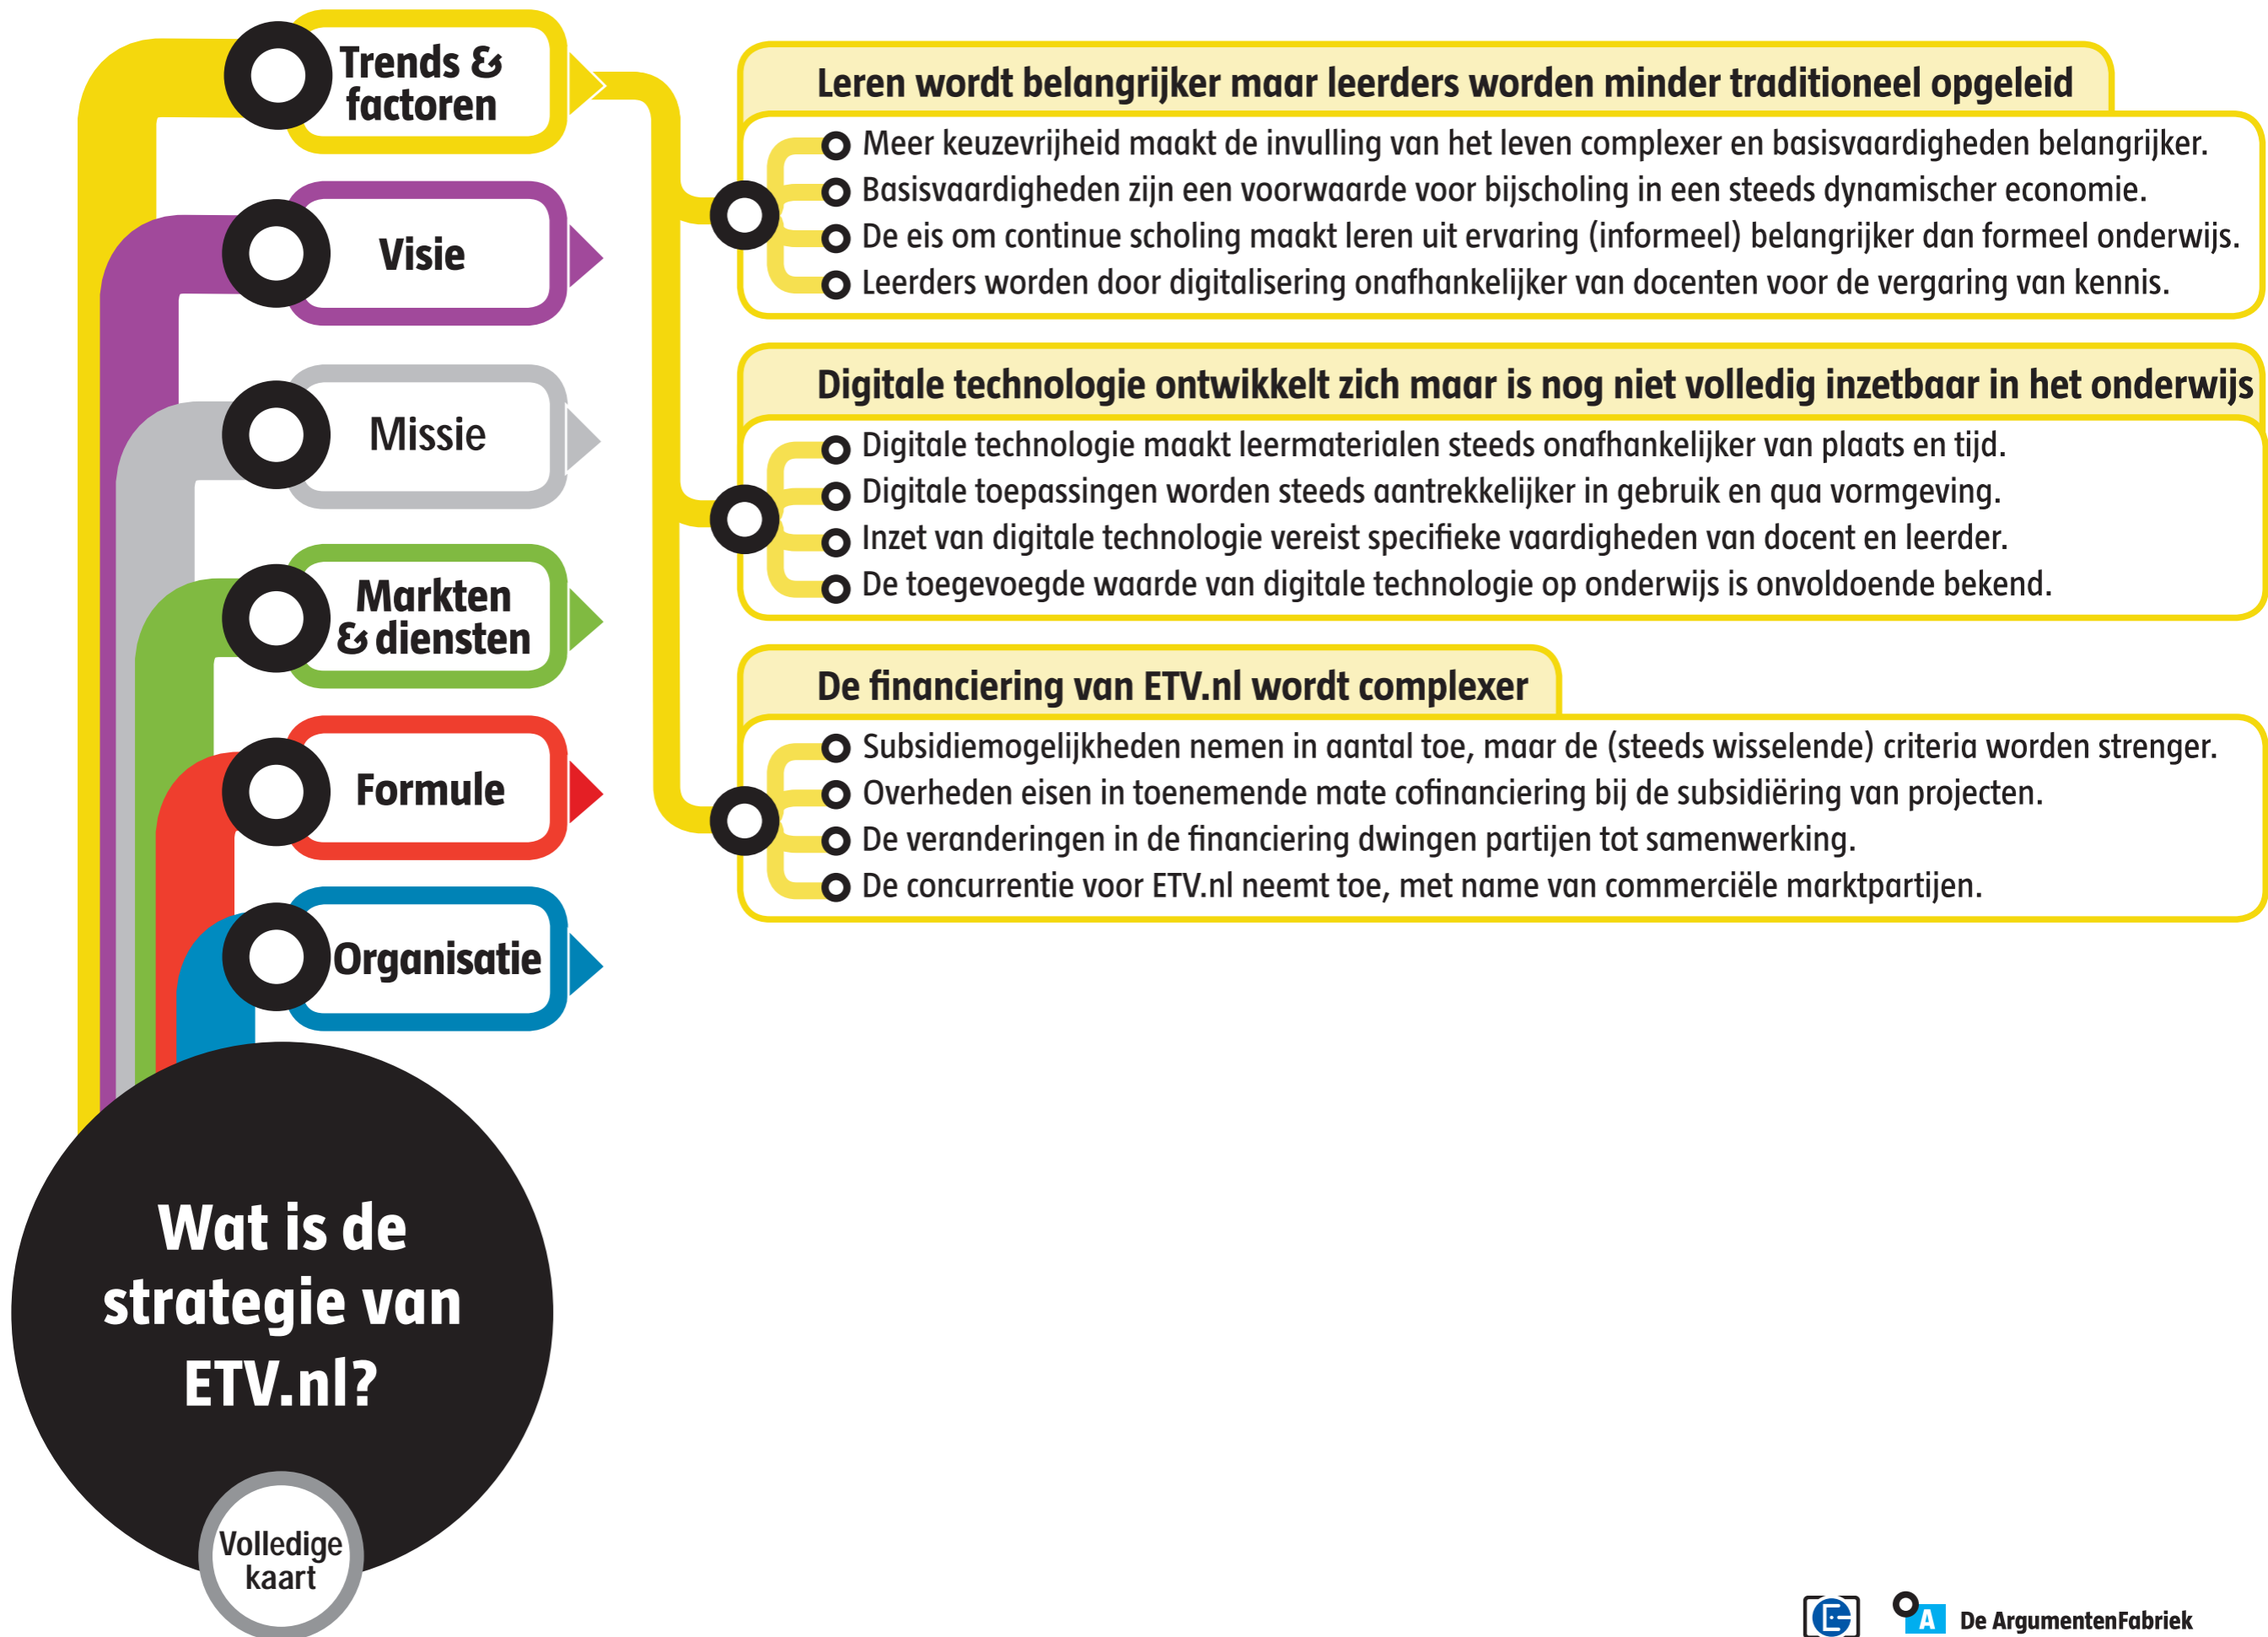 Trends &
factoren
Visie
Missie
Markten
& diensten
Formule
Organisatie
Wat is de
strategie van
ETV.nl?
Volledige
kaart
Leren wordt belangrijker maar leerders worden minder traditioneel opgeleid
Meer keuzevrijheid maakt de invulling van het leven complexer en basisvaardigheden belangrijker.
Basisvaardigheden zijn een voorwaarde voor bijscholing in een steeds dynamischer economie.
De eis om continue scholing maakt leren uit ervaring (informeel) belangrijker dan formeel onderwijs.
Leerders worden door digitalisering onafhankelijker van docenten voor de vergaring van kennis.
Digitale technologie ontwikkelt zich maar is nog niet volledig inzetbaar in het onderwijs
Digitale technologie maakt leermaterialen steeds onafhankelijker van plaats en tijd.
Digitale toepassingen worden steeds aantrekkelijker in gebruik en qua vormgeving.
Inzet van digitale technologie vereist specifieke vaardigheden van docent en leerder.
De toegevoegde waarde van digitale technologie op onderwijs is onvoldoende bekend.
De financiering van ETV.nl wordt complexer
Subsidiemogelijkheden nemen in aantal toe, maar de (steeds wisselende) criteria worden strenger.
Overheden eisen in toenemende mate cofinanciering bij de subsidiëring van projecten.
De veranderingen in de financiering dwingen partijen tot samenwerking.
De concurrentie voor ETV.nl neemt toe, met name van commerciële marktpartijen.
E
A De ArgumentenFabriek